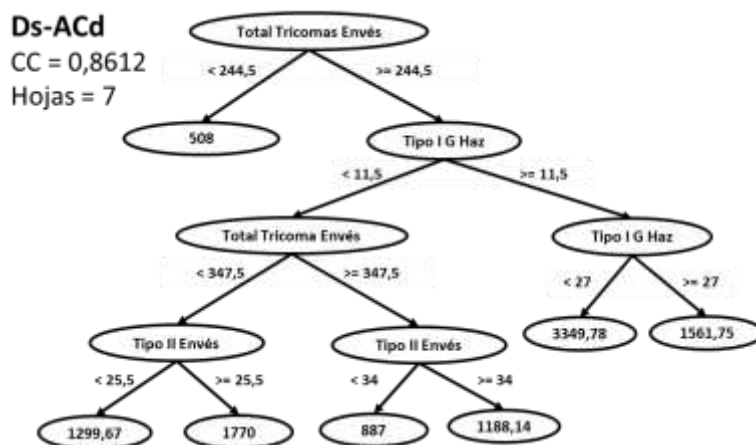 Ds-ACd
CC = 0,8612
Hojas = 7
Total Tricomas Envés
< 244,5
>= 244,5
508
Tipo I G Haz
< 11,5
>= 11,5
Total Tricoma Envés
Tipo I G Haz
< 347,5
>= 347,5
< 27
>= 27
Tipo II Envés
Tipo II Envés
3349,78
1561,75
< 25,5
>= 25,5
< 34
>= 34
1299,67
1770
887
1188,14